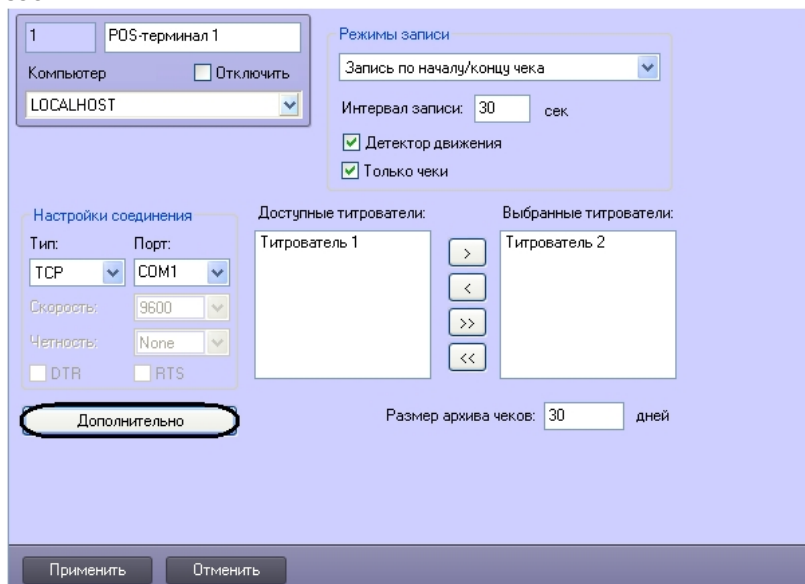 1
POS-терминал 1
Компьютер
Отключить
LOCALHOST
Режимы записи
Запись по началу/концу чека
Интервал записи: 30 сек
Детектор движения
Только чеки
Настройки соединения
Тип: Порт:
TCP COM1
Скорость: 9600
Четность: None
DTR RTS
Доступные титрователи:
Титрователь 1
>
<
>>
<<
Выбранные титрователи:
Титрователь 2
Дополнительно
Размер архива чеков: 30 дней
Применить Отменить